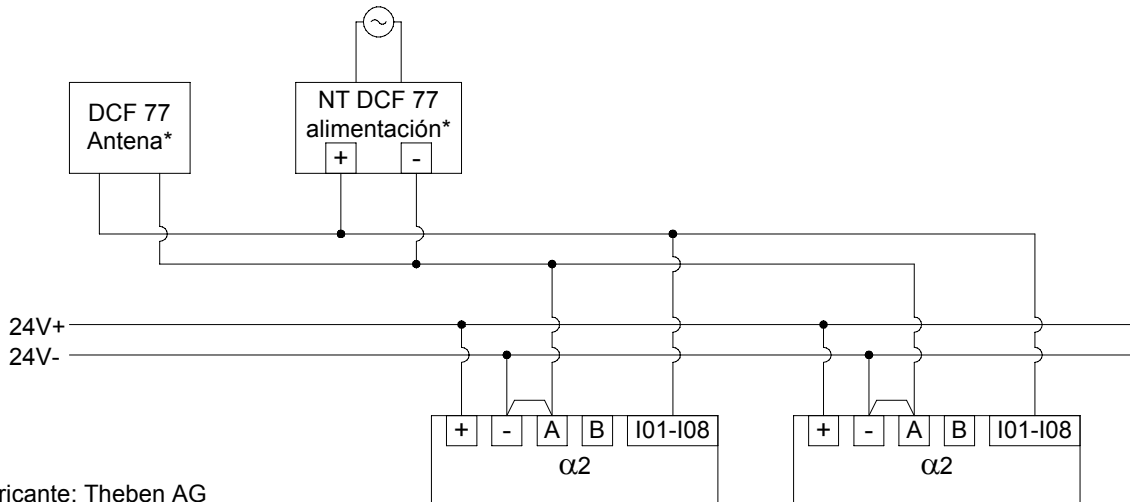 DCF 77
Antena*
NT DCF 77
alimentación*
+ -
24V+
24V-
+ - A B I01-I08
α2
+ - A B I01-I08
α2
ricante: Theben AG